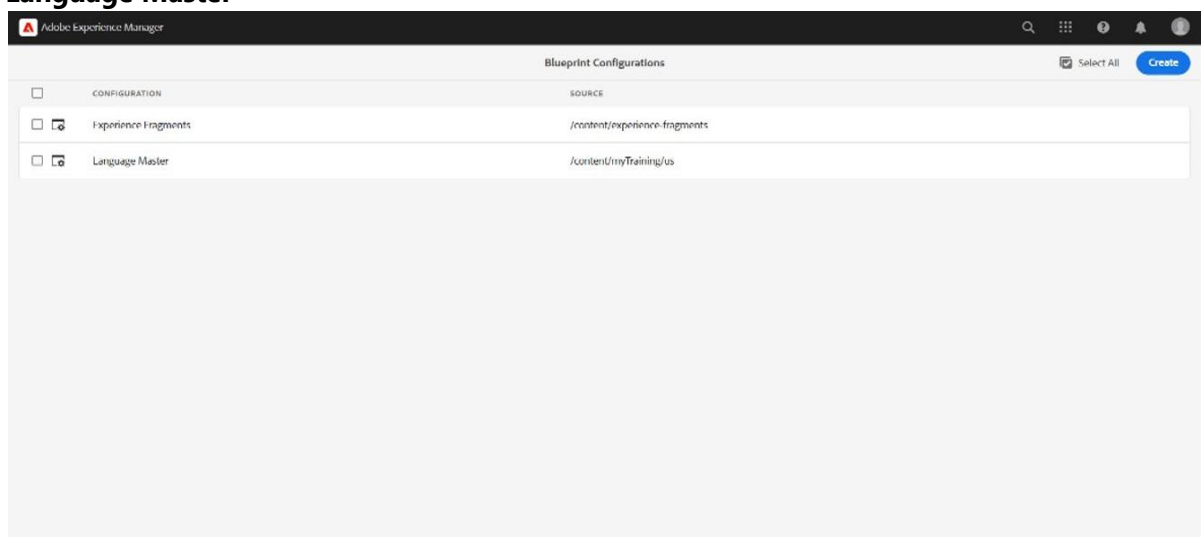 Language Master
Adobe Experience Manager
Blueprint Configurations
Select All
Create
CONFIGURATION SOURCE
Experience Fragments /content/experience-fragments
Language Master /content/myTraining/us